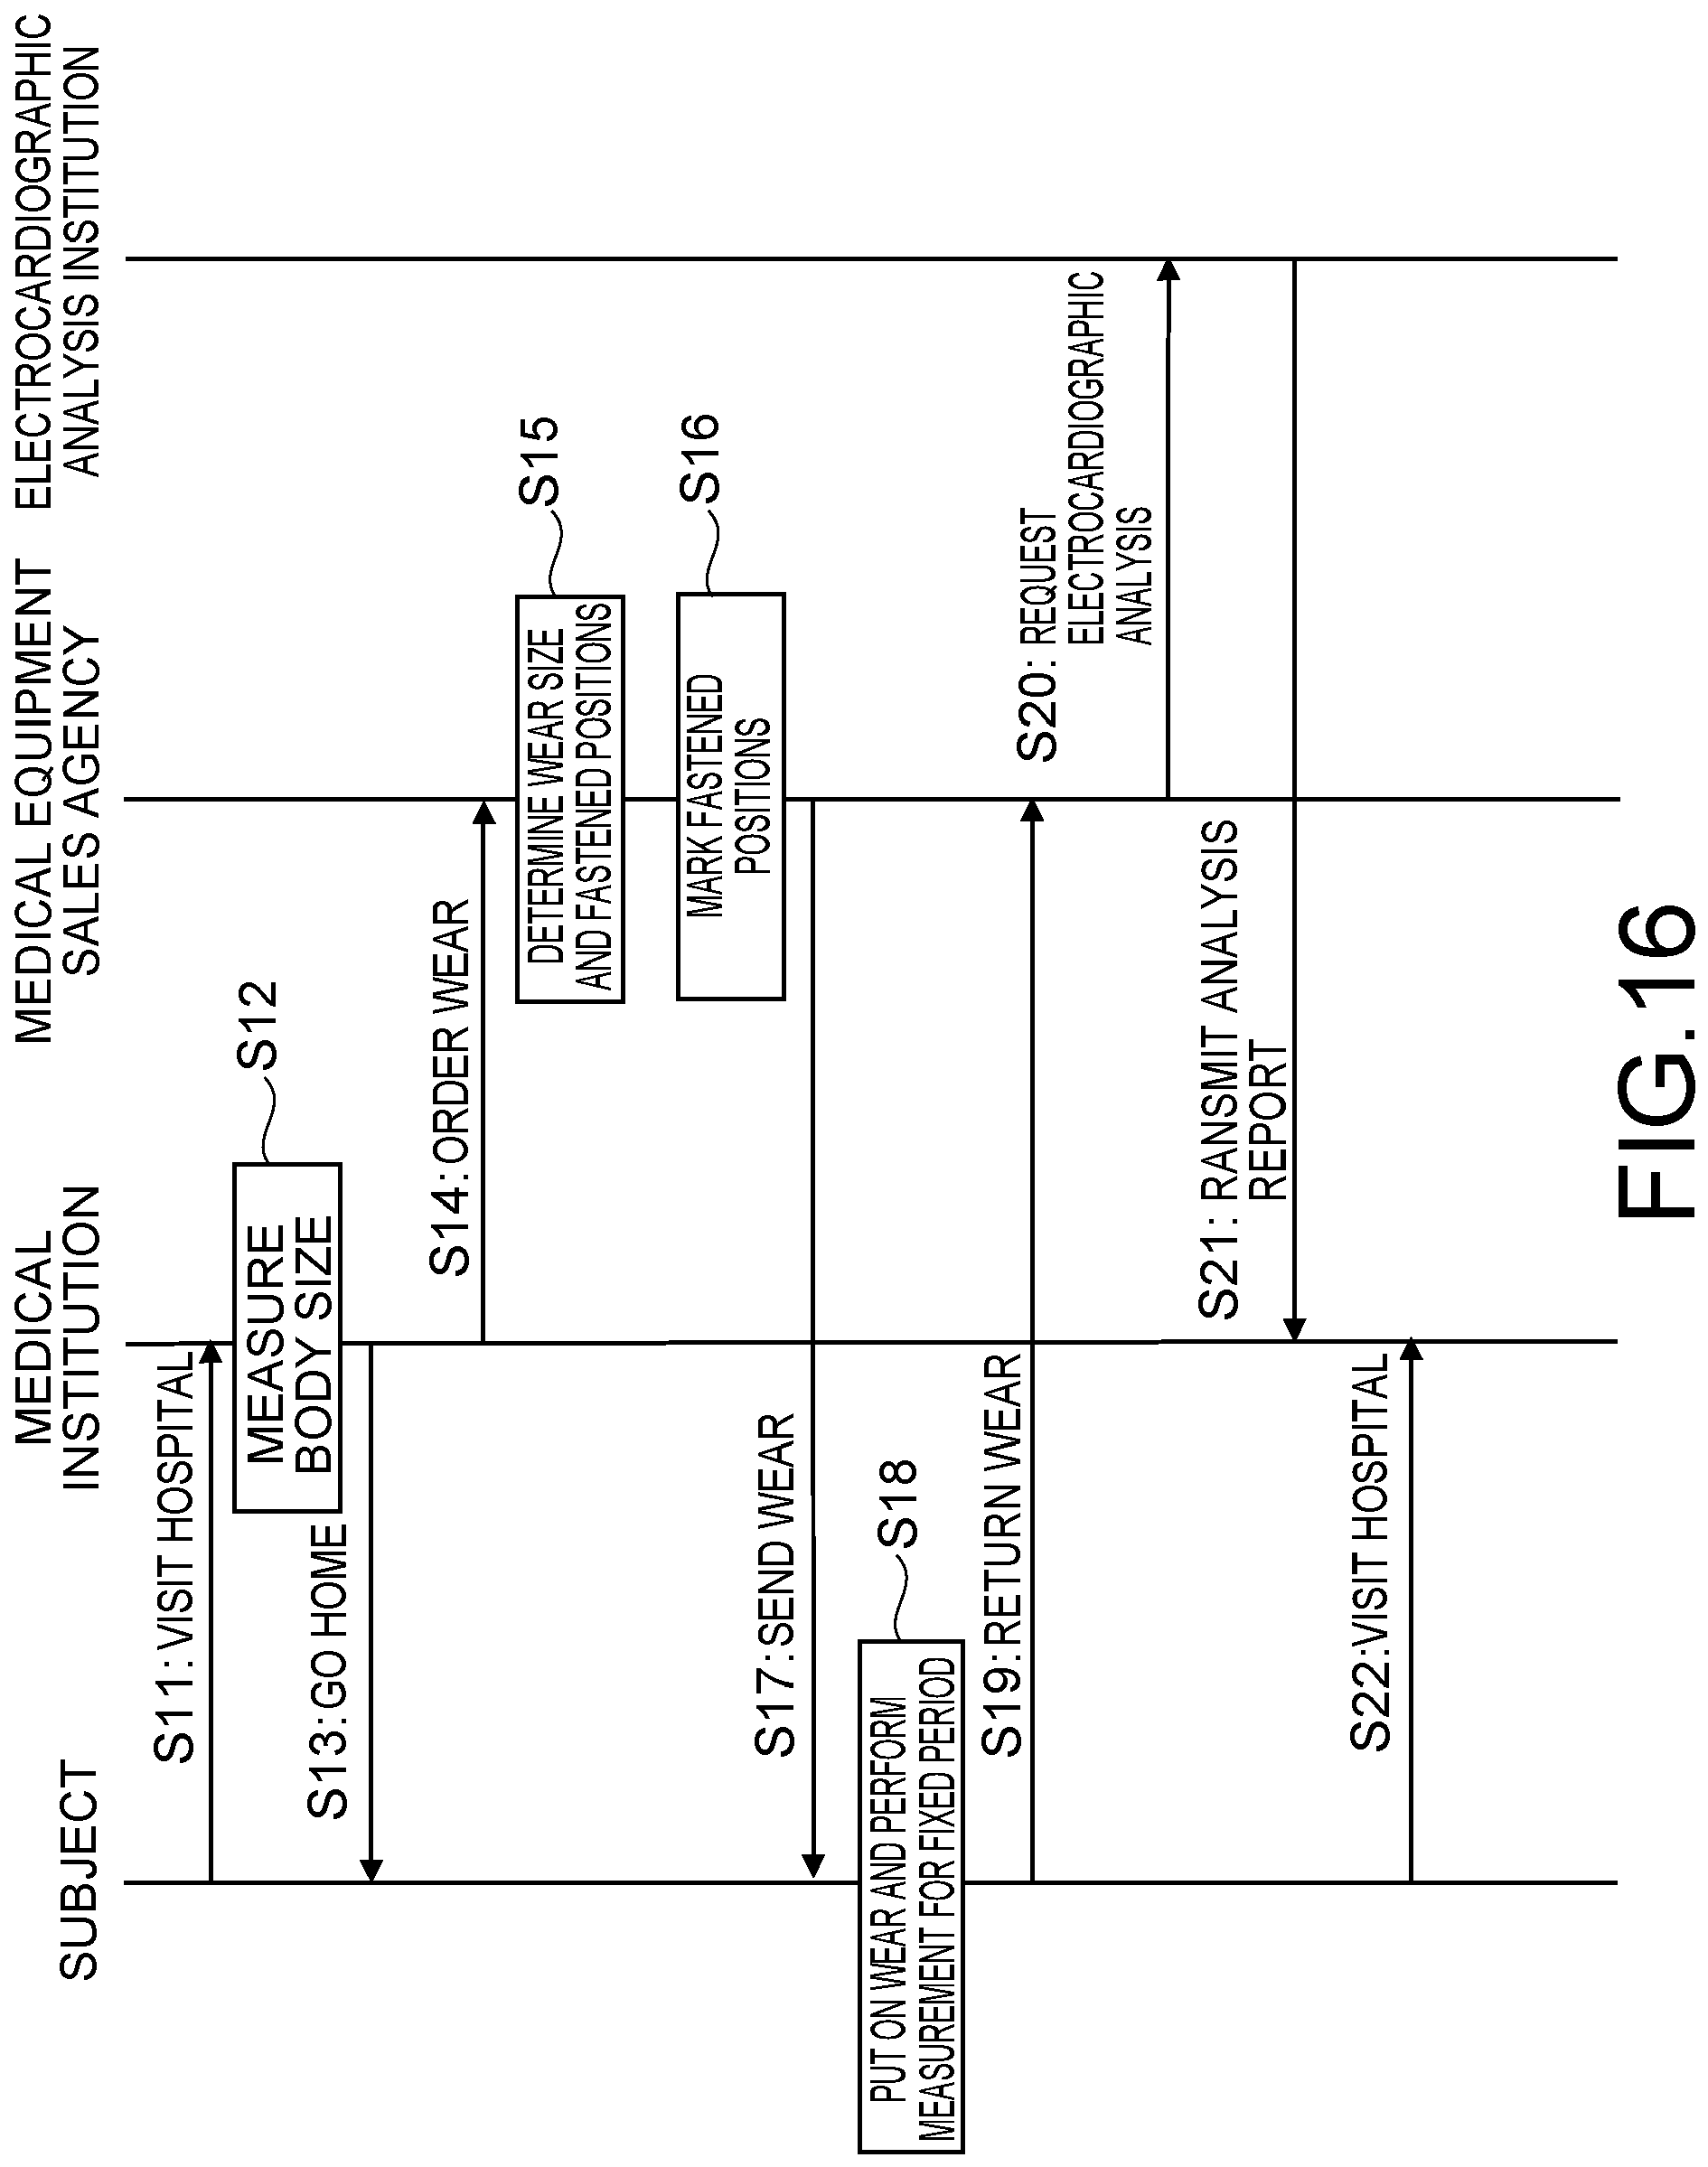 SUBJECT
MEDICAL
INSTITUTION
MEDICAL EQUIPMENT
SALES AGENCY
ELECTROCARDIOGRAPHIC
ANALYSIS INSTITUTION
S11: VISIT HOSPITAL
S12
MEASURE
BODY SIZE
S13: GO HOME
S14: ORDER WEAR
S15
DETERMINE WEAR SIZE
AND FASTENED POSITIONS
S16
MARK FASTENED
POSITIONS
S17: SEND WEAR
S18
PUT ON WEAR AND PERFORM
MEASUREMENT FOR FIXED PERIOD
S19: RETURN WEAR
S20: REQUEST
ELECTROCARDIOGRAPHIC
ANALYSIS
S21: RANSMIT ANALYSIS
REPORT
S22: VISIT HOSPITAL
FIG.16